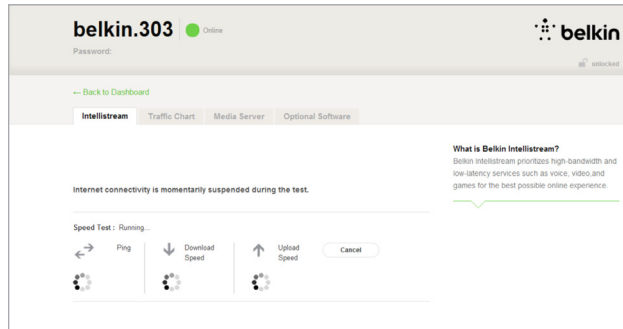 belkin.303
Online
belkin
Password:
unlocked
← Back to Dashboard
Intellistream
Traffic Chart
Media Server
Optional Software
What is Belkin Intellistream?
Belkin Intellistream prioritizes high-bandwidth and
low-latency services such as voice, video,and
games for the best possible online experience.
Internet connectivity is momentarily suspended during the test.
Speed Test : Running...
Ping
Download
Speed
Upload
Speed
Cancel